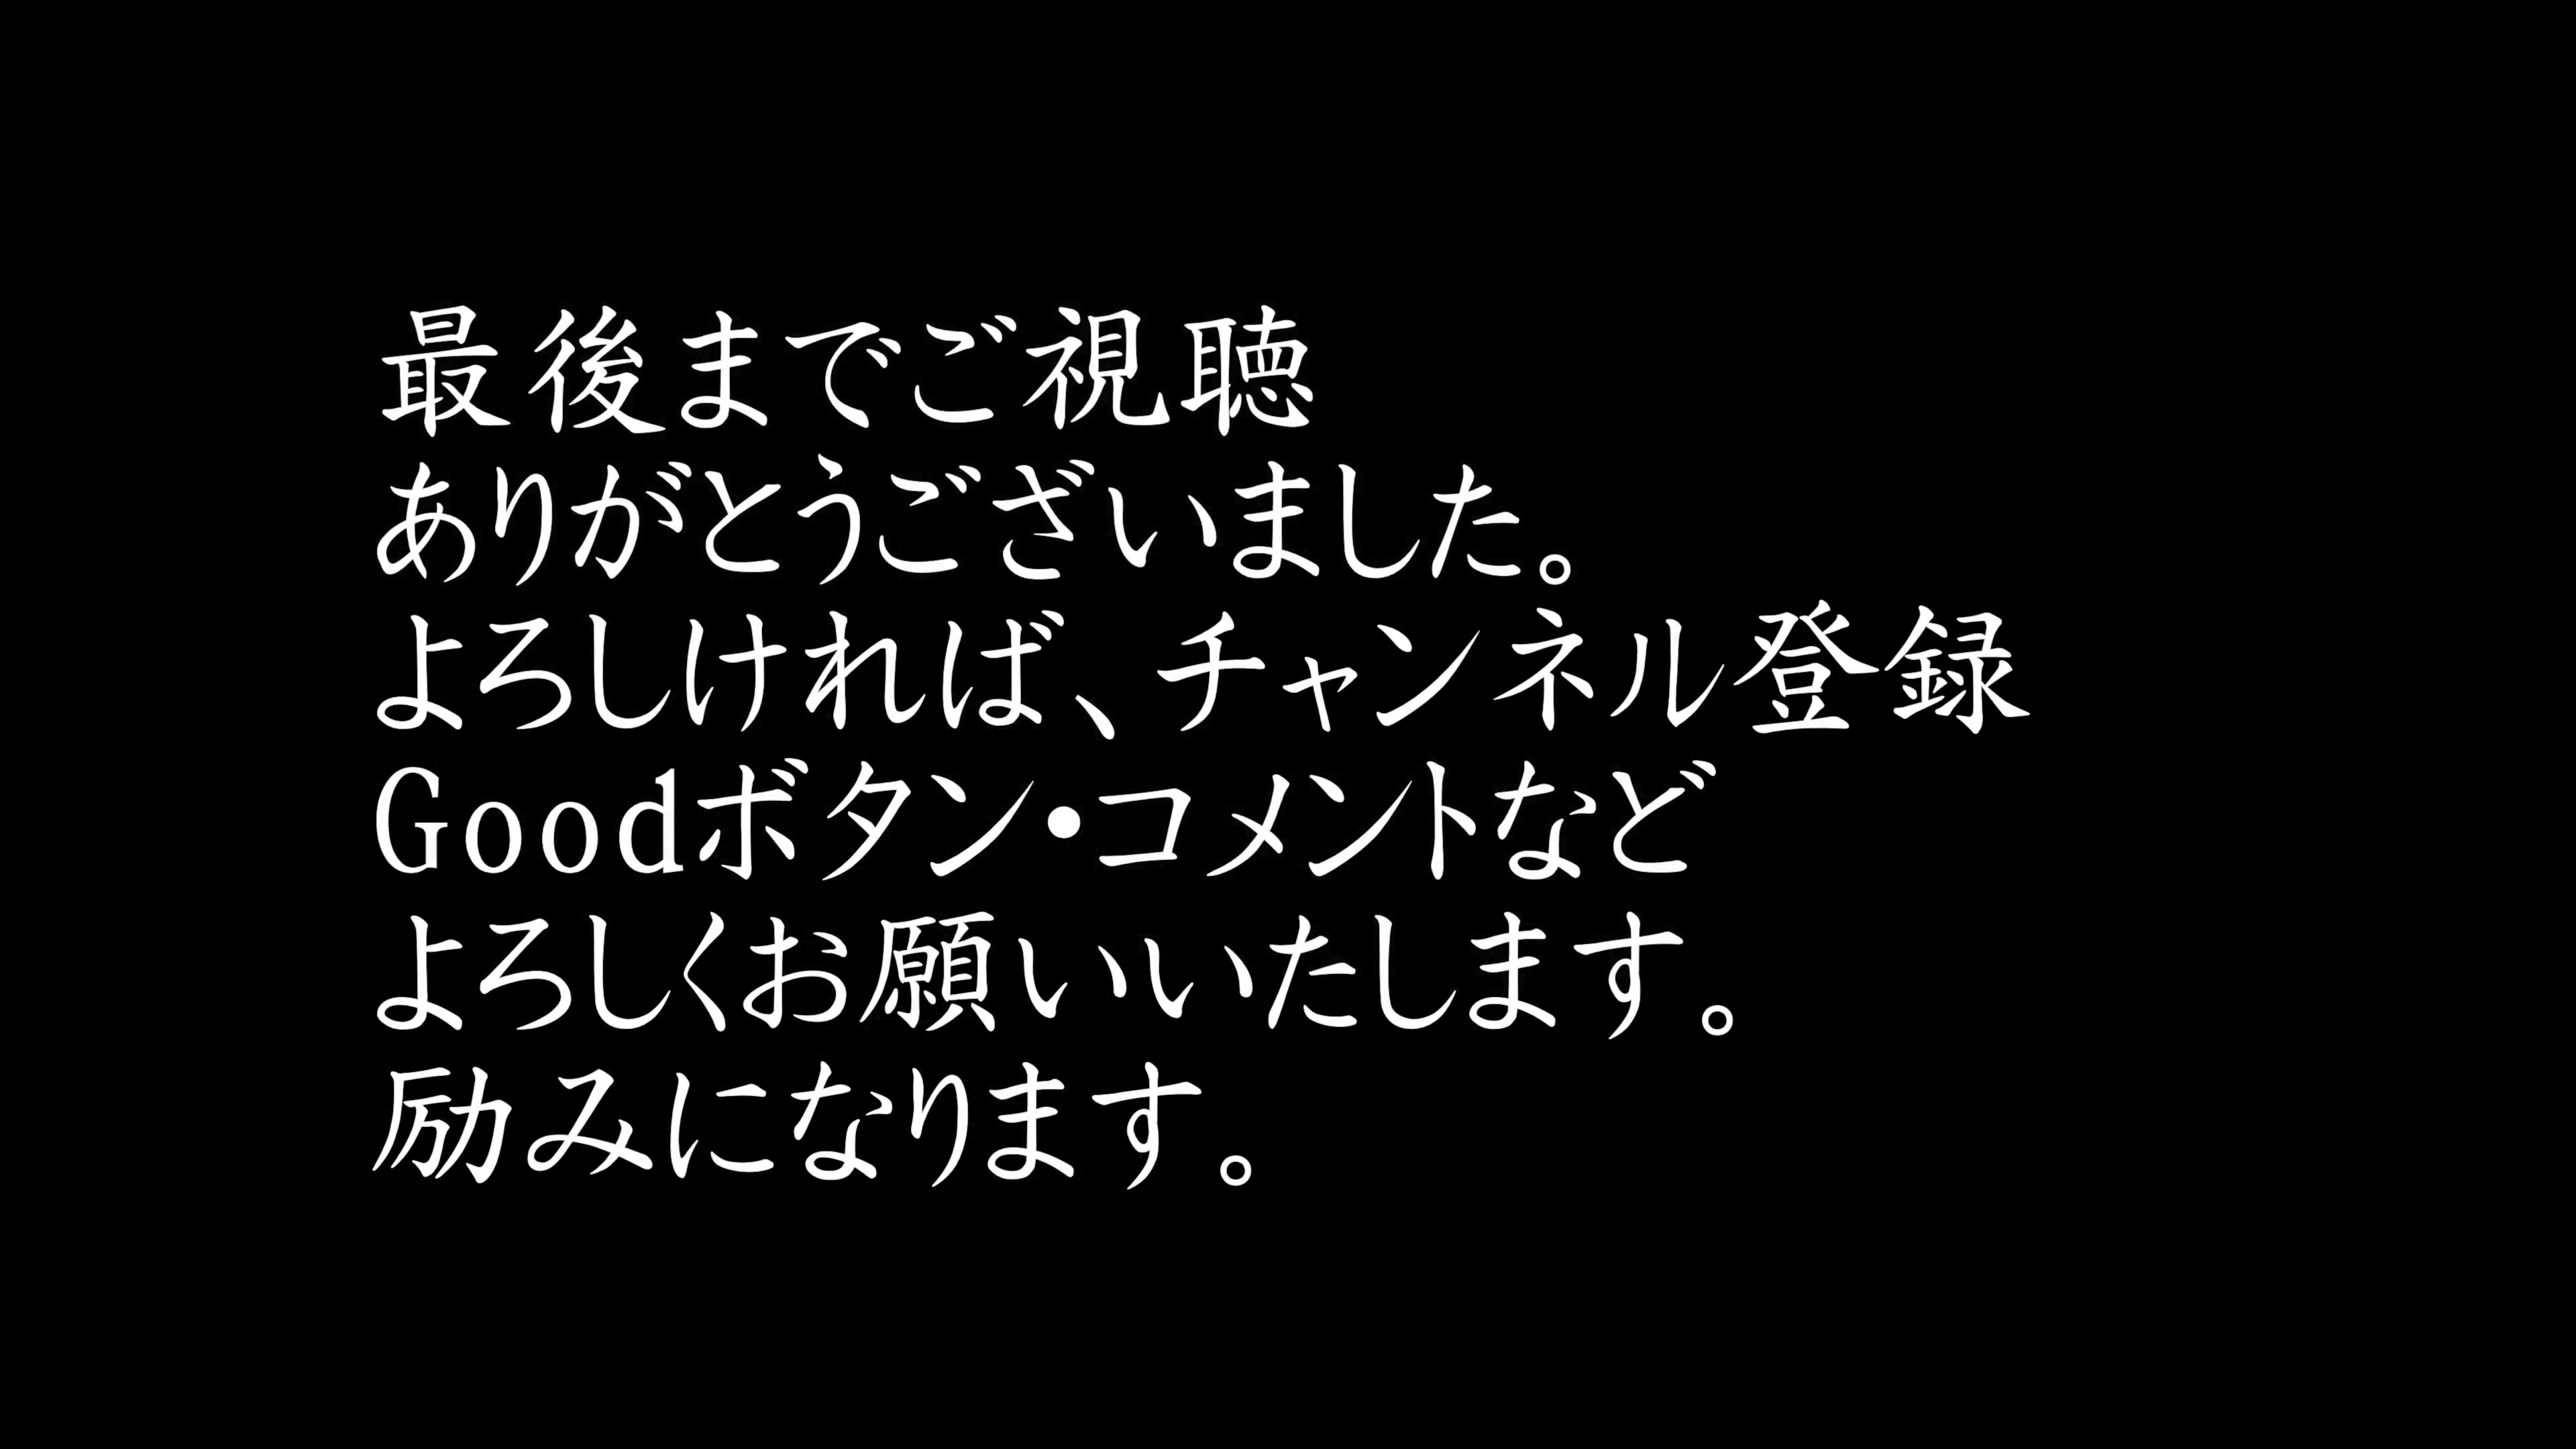 最後までご視聴
ありがとうございました。
よろしければ、チャンネル登録
Goodボタン・コメントなど
よろしくお願いいたします。
励みになります。